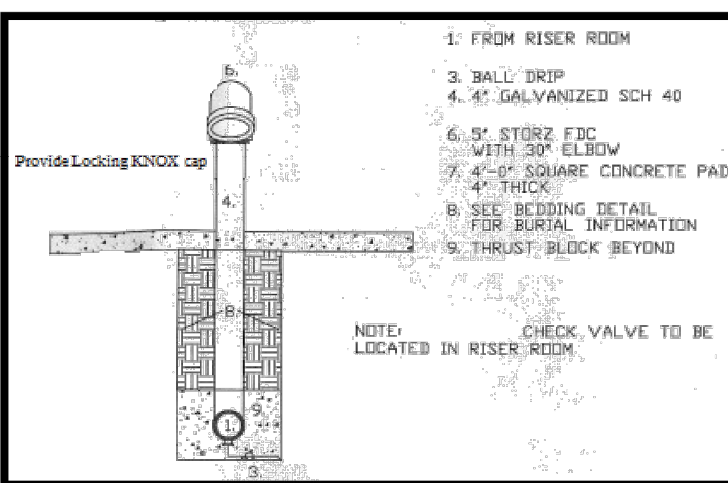 1. FROM RISER ROOM
3. BALL DRIP
4. 4" GALVANIZED SCH 40
6. 5" STORZ FDC
WITH 30° ELBOW
7. 4'-0" SQUARE CONCRETE PAD
4" THICK
8. SEE BEDDING DETAIL
FOR BURIAL INFORMATION
9. THRUST BLOCK BEYOND
NOTE: CHECK VALVE TO BE
LOCATED IN RISER ROOM
6.
Provide Locking KNOX cap
4.
8.
9.
1.
3